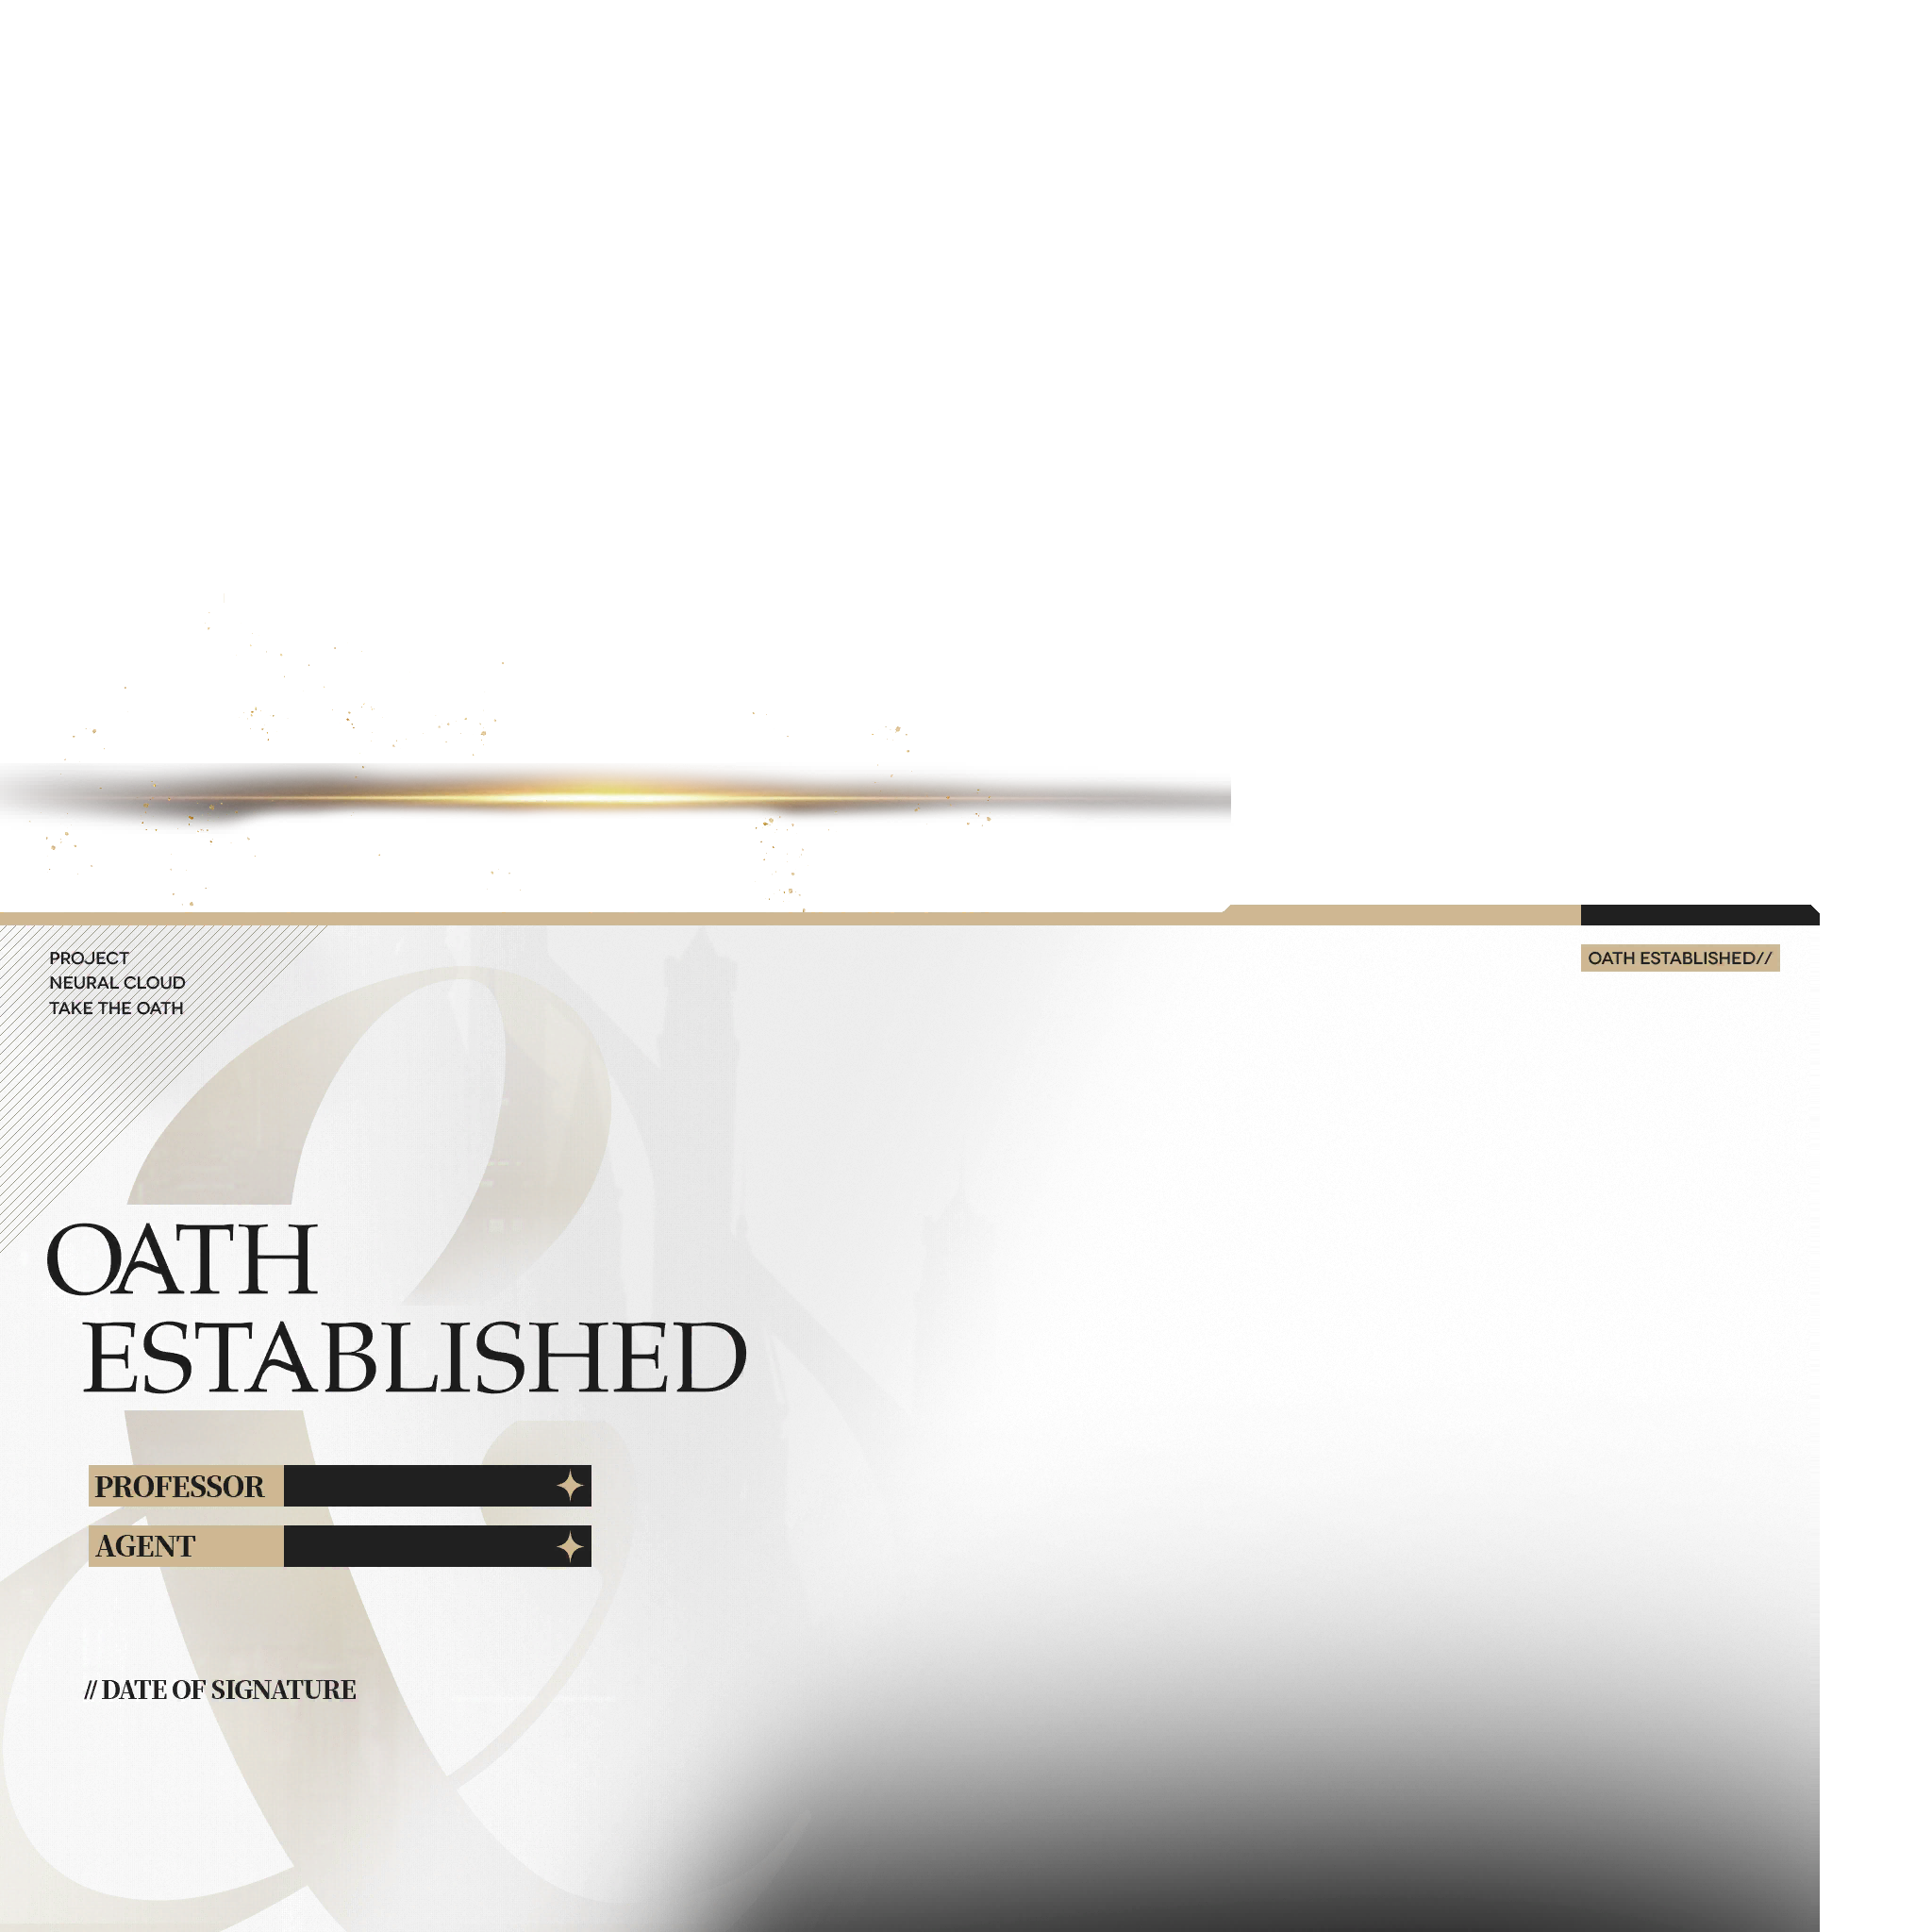 PROJECT
NEURAL CLOUD
TAKE THE OATH
OATH ESTABLISHED//
OATH
ESTABLISHED
PROFESSOR
AGENT
// DATE OF SIGNATURE